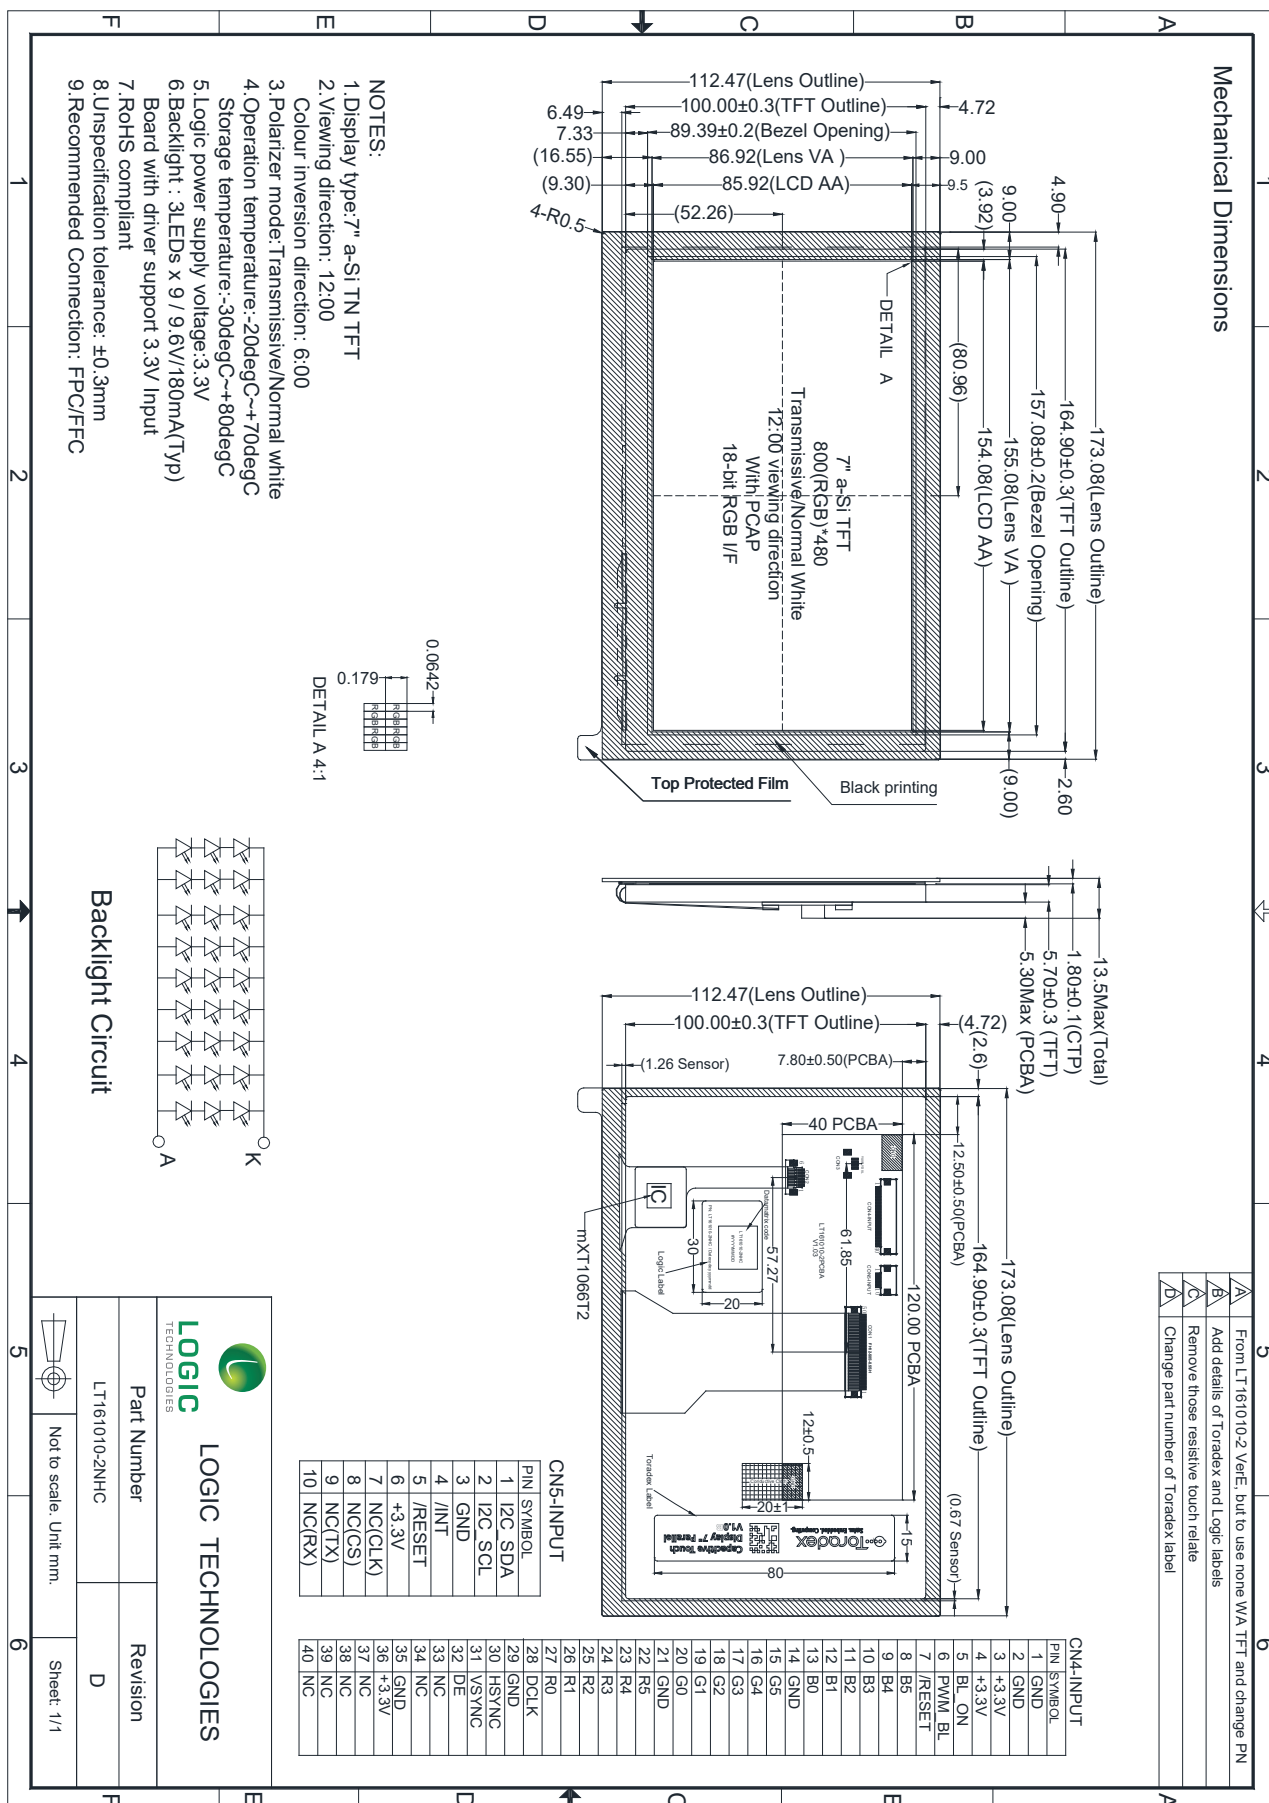 Mechanical Dimensions
A
B
C
D
E
F
1
2
3
4
5
6
112.47(Lens Outline)
100.00±0.3(TFT Outline)
4.72
6.49
89.39±0.2(Bezel Opening)
7.33
86.92(Lens VA )
9.00
(16.55)
85.92(LCD AA)
9.5
(9.30)
(52.26)
4-R0.5
4.90
9.00
(3.92)
173.08(Lens Outline)
164.90±0.3(TFT Outline)
157.08±0.2(Bezel Opening)
155.08(Lens VA )
154.08(LCD AA)
(80.96)
2.60
(9.00)
DETAIL A
7" a-Si TFT
800(RGB)*480
Transmissive/Normal White
12:00 viewing direction
With PCAP
18-bit RGB I/F
Top Protected Film
Black printing
NOTES:
1.Display type:7" a-Si TN TFT
2.Viewing direction: 12:00
Colour inversion direction: 6:00
3.Polarizer mode:Transmissive/Normal white
4.Operation temperature:-20degC~+70degC
Storage temperature:-30degC~+80degC
5.Logic power supply voltage:3.3V
6.Backlight : 3LEDs x 9 / 9.6V/180mA(Typ)
Board with driver support 3.3V Input
7.RoHS compliant
8.Unspecification tolerance: ±0.3mm
9.Recommended Connection: FPC/FFC
0.0642
0.179
RGBRGB
RGBRGB
DETAIL A 4:1
13.5Max(Total)
1.80±0.1(CTP)
5.70±0.3 (TFT)
5.30Max (PCBA)
Backlight Circuit
K
A
112.47(Lens Outline)
100.00±0.3(TFT Outline)
(4.72)
(1.26 Sensor)
7.80±0.50(PCBA)
(2.6)
173.08(Lens Outline)
164.90±0.3(TFT Outline)
12.50±0.50(PCBA)
120.00 PCBA
40 PCBA
61.85
57.27
LT161010-2PCBA
V1.03
CON4-INPUT
IC
mXT1066T2
Datamatrix code
Logic Label
30
20
12±0.5
20±1
Toradex Label
Toradex
Swiss. Embedded. Computing.
Capacitive Touch
Display 7" Parallel
15
80
(0.67 Sensor)
A From LT161010-2 VerE, but to use none WA TFT and change PN
B Add details of Toradex and Logic labels
C Remove those resistive touch relate
D Change part number of Toradex label
CN5-INPUT
PIN SYMBOL
1 I2C_SDA
2 I2C_SCL
3 GND
4 /INT
5 /RESET
6 +3.3V
7 NC(CLK)
8 NC(CS)
9 NC(TX)
10 NC(RX)
CN4-INPUT
PIN SYMBOL
1 GND
2 GND
3 +3.3V
4 +3.3V
5 BL_ON
6 PWM_BL
7 /RESET
8 B5
9 B4
10 B3
11 B2
12 B1
13 B0
14 GND
15 G5
16 G4
17 G3
18 G2
19 G1
20 G0
21 GND
22 R5
23 R4
24 R3
25 R2
26 R1
27 R0
28 DCLK
29 GND
30 HSYNC
31 VSYNC
32 DE
33 NC
34 NC
35 GND
36 +3.3V
37 NC
38 NC
39 NC
40 NC
LOGIC
TECHNOLOGIES
LOGIC TECHNOLOGIES
Part Number
Revision
LT161010-2NHC
D
Not to scale. Unit mm.
Sheet: 1/1